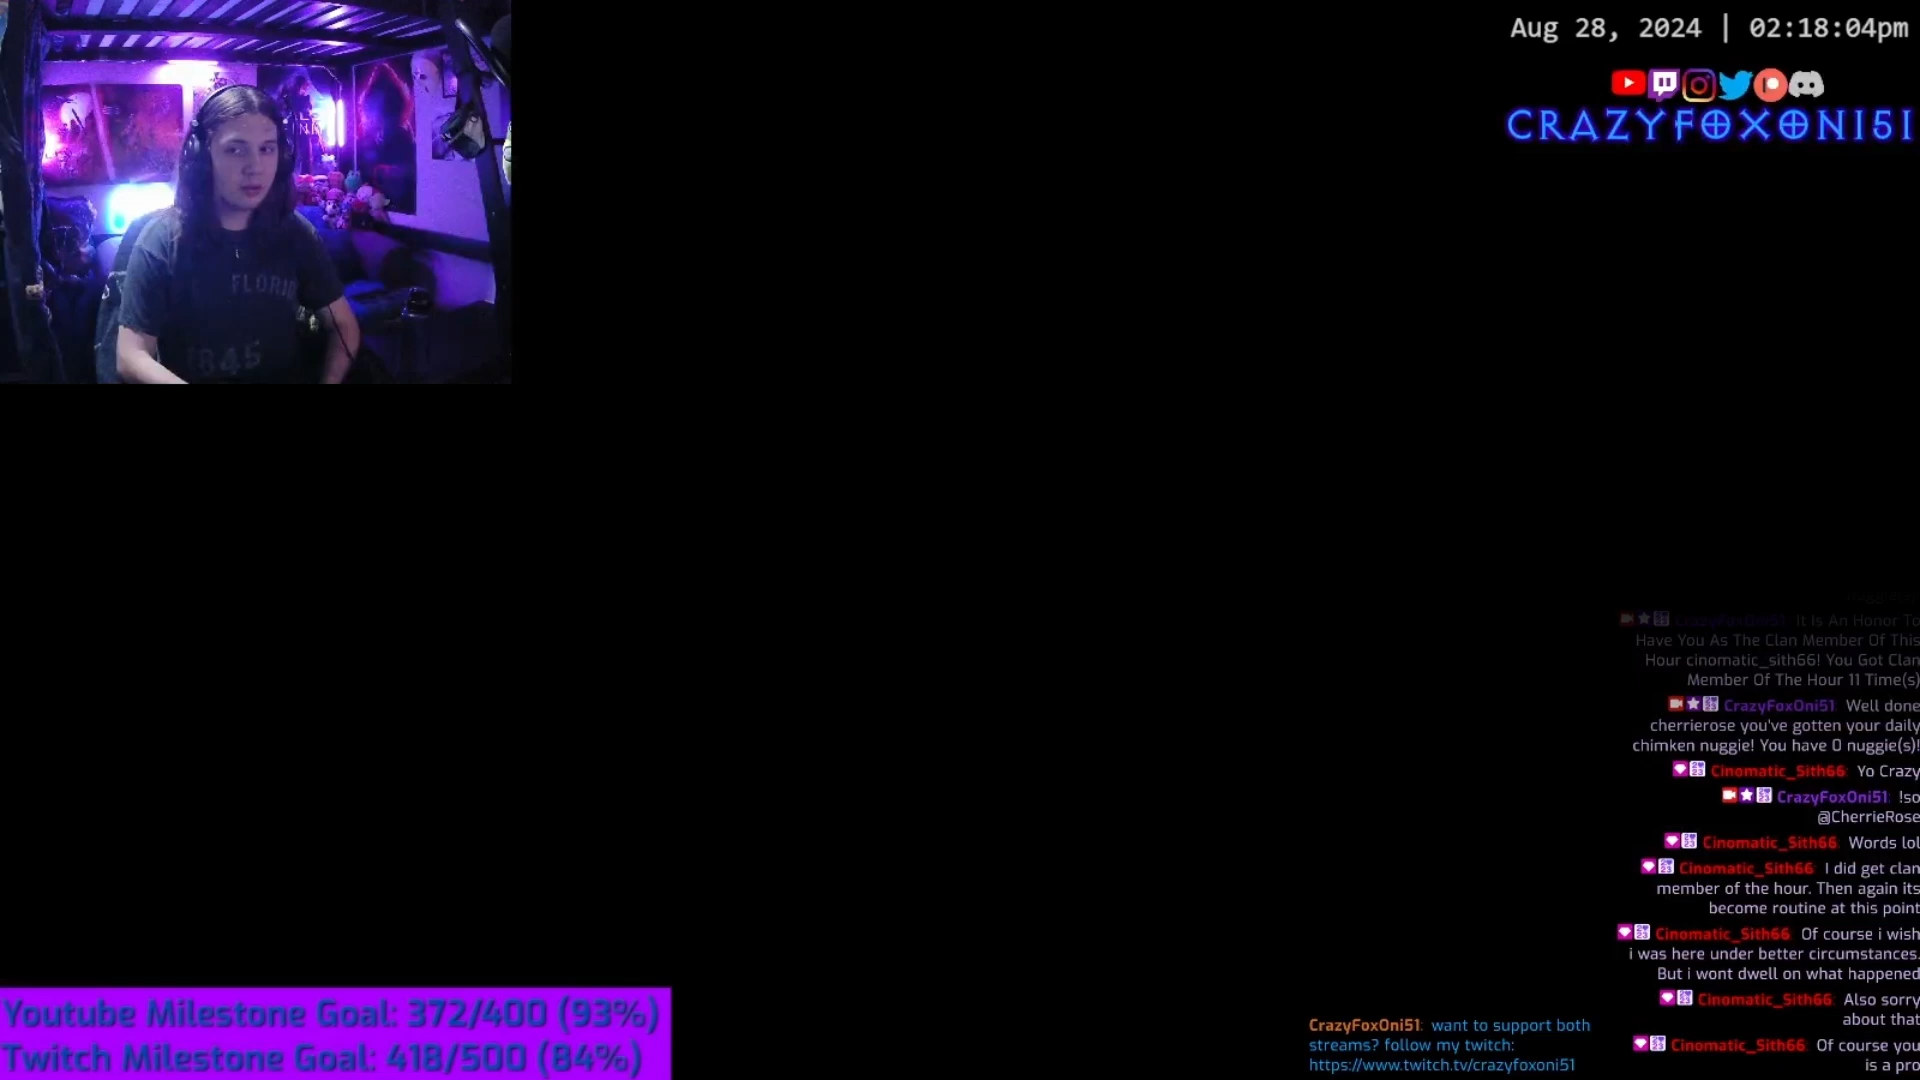 Aug 28, 2024 | 02:18:04pm
CRAZYFOXONI51
FLORID
1845
CrazyFoxOni51: It Is An Honor To
Have You As The Clan Member Of This
Hour cinomatic_sith66! You Got Clan
Member Of The Hour 11 Time(s)
CrazyFoxOni51: Well done
cherrierose you've gotten your daily
chimken nuggie! You have 0 nuggie(s)!
Cinomatic_Sith66: Yo Crazy
CrazyFoxOni51: !so
@CherrieRose
Cinomatic_Sith66: Words lol
Cinomatic_Sith66: I did get clan
member of the hour. Then again its
become routine at this point
Cinomatic_Sith66: Of course i wish
i was here under better circumstances.
But i wont dwell on what happened
Cinomatic_Sith66: Also sorry
about that
Cinomatic_Sith66: Of course you
is a pro
CrazyFoxOni51: want to support both
streams? follow my twitch:
https://www.twitch.tv/crazyfoxoni51
Youtube Milestone Goal: 372/400 (93%)
Twitch Milestone Goal: 418/500 (84%)